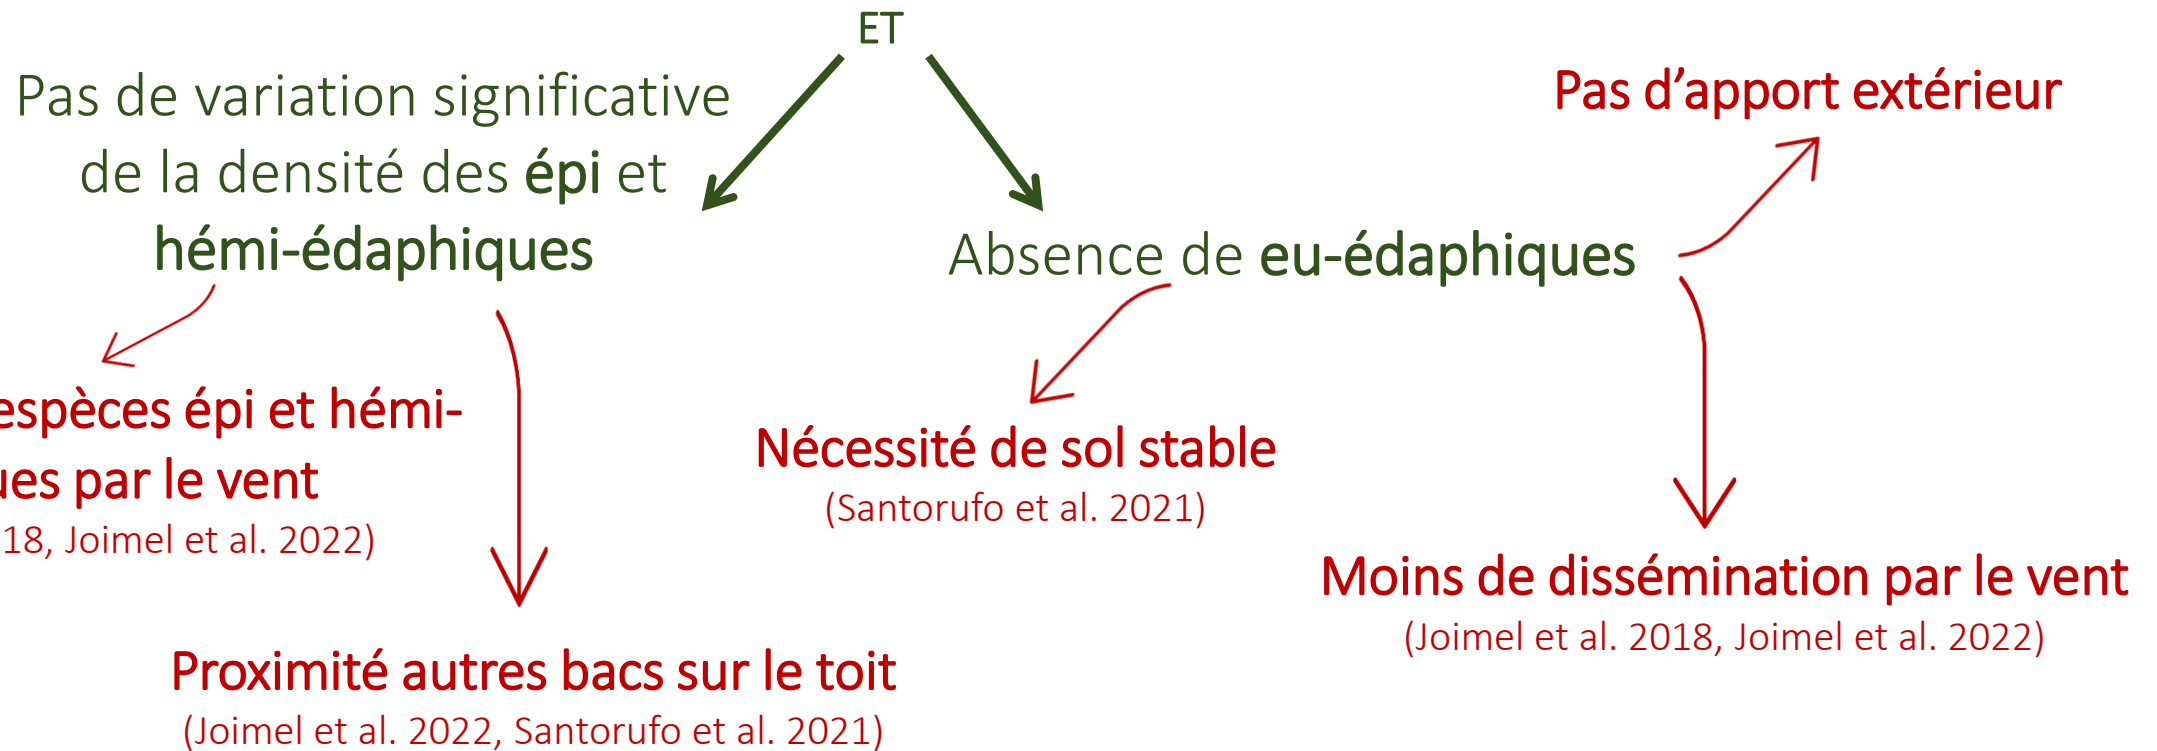 ET
Pas de variation significative
de la densité des épi et
hémi-édaphiques
Pas d’apport extérieur
Absence de eu-édaphiques
espèces épi et hémi-
par le vent
18, Joimel et al. 2022)
Nécessité de sol stable
(Santorufo et al. 2021)
Moins de dissémination par le vent
(Joimel et al. 2018, Joimel et al. 2022)
Proximité autres bacs sur le toit
(Joimel et al. 2022, Santorufo et al. 2021)